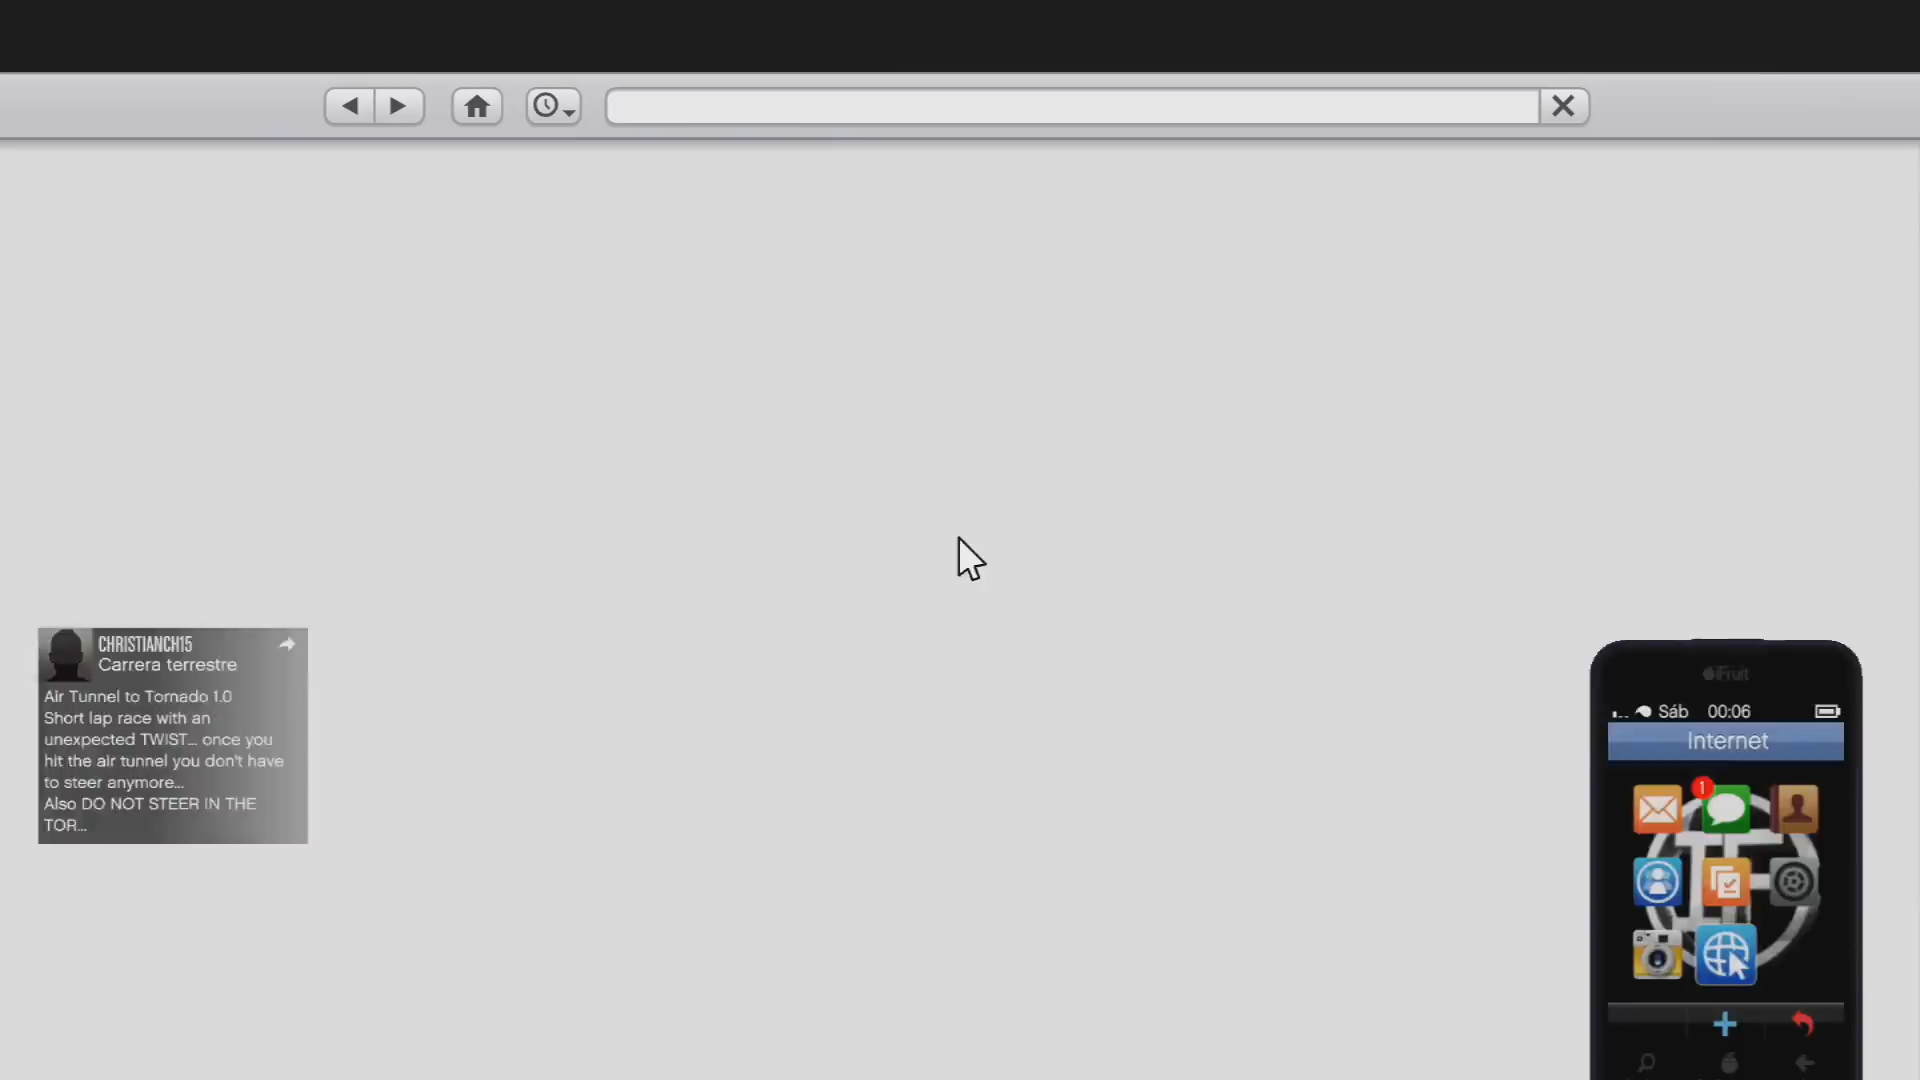 CHRISTIANCH15
Carrera terrestre
Air Tunnel to Tornado 1.0
Short lap race with an
unexpected TWIST... once you
hit the air tunnel you don't have
to steer anymore...
Also DO NOT STEER IN THE
TOR...
iFruit
Sáb 00:06
Internet
1